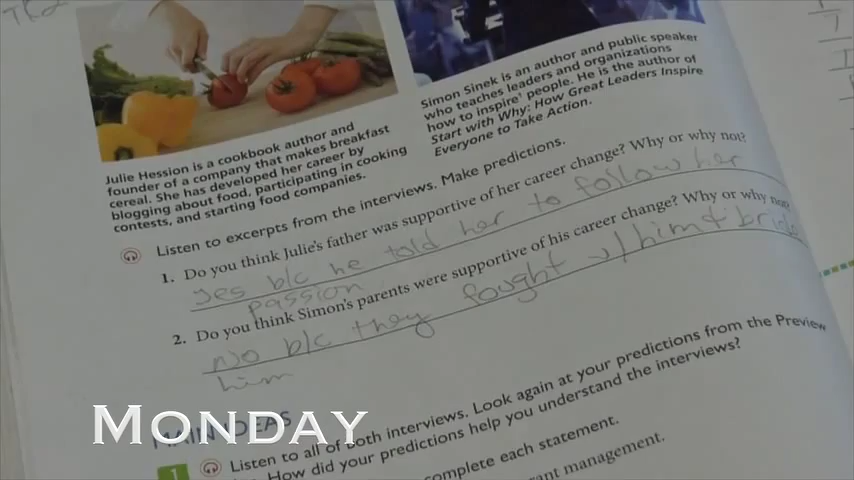 Julie Hession is a cookbook author and
founder of a company that makes breakfast
cereal. She has developed her career by
blogging about food, participating in cooking
contests, and starting food companies.
Simon Sinek is an author and public speaker
who teaches leaders and organizations
how to inspire¹ people. He is the author of
Start with Why: How Great Leaders Inspire
Everyone to Take Action.
Listen to excerpts from the interviews. Make predictions.
1. Do you think Julie's father was supportive of her career change? Why or why not?
yes b/c he told her to follow her
passion
2. Do you think Simon's parents were supportive of his career change? Why or why not?
No b/c they fought w/ him &
him
MAIN IDEAS
1 Listen to all of both interviews. Look again at your predictions from the Preview
How did your predictions help you understand the interviews?
complete each statement.
management.
MONDAY